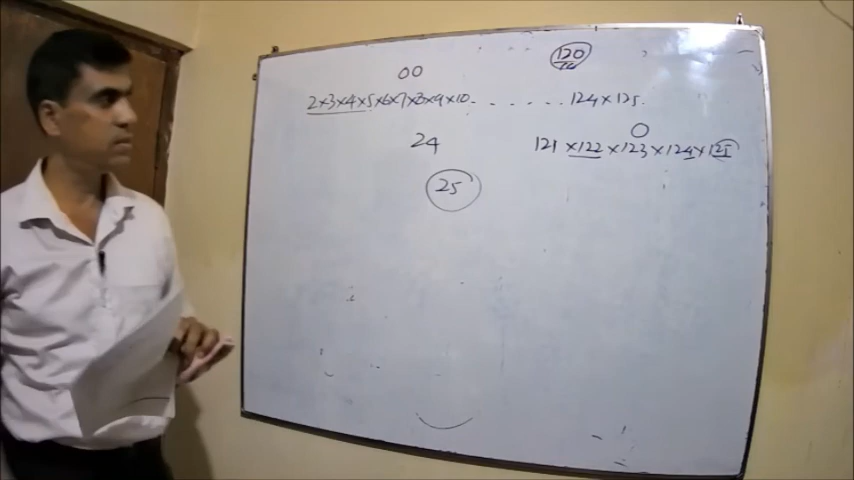 120
00
2×3×4×5×6×7×8×9×10. . . . . . . 124×125.
0
24
121 ×122 ×123×124×125
25